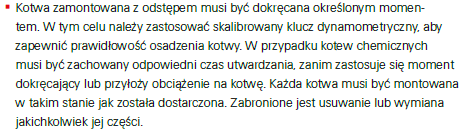 ▪ Kotwa zamontowana z odstępem musi być dokręcana określonym momen-
tem. W tym celu należy zastosować skalibrowany klucz dynamometryczny, aby
zapewnić prawidłowość osadzenia kotwy. W przypadku kotew chemicznych
musi być zachowany odpowiedni czas utwardzania, zanim zastosuje się moment
dokręcający lub przyłoży obciążenie na kotwę. Każda kotwa musi być montowana
w takim stanie jak została dostarczona. Zabronione jest usuwanie lub wymiana
jakichkolwiek jej części.